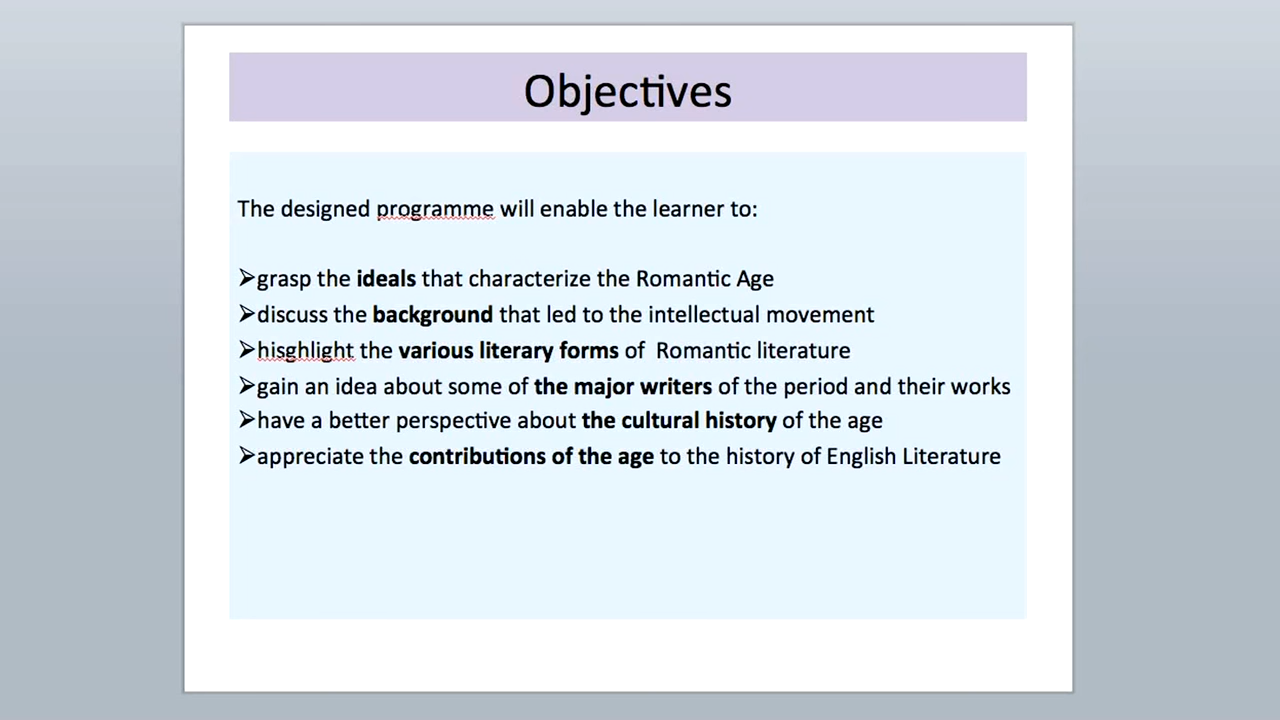 Objectives
The designed programme will enable the learner to:
➢grasp the ideals that characterize the Romantic Age
➢discuss the background that led to the intellectual movement
➢hisghlight the various literary forms of  Romantic literature
➢gain an idea about some of the major writers of the period and their works
➢have a better perspective about the cultural history of the age
➢appreciate the contributions of the age to the history of English Literature